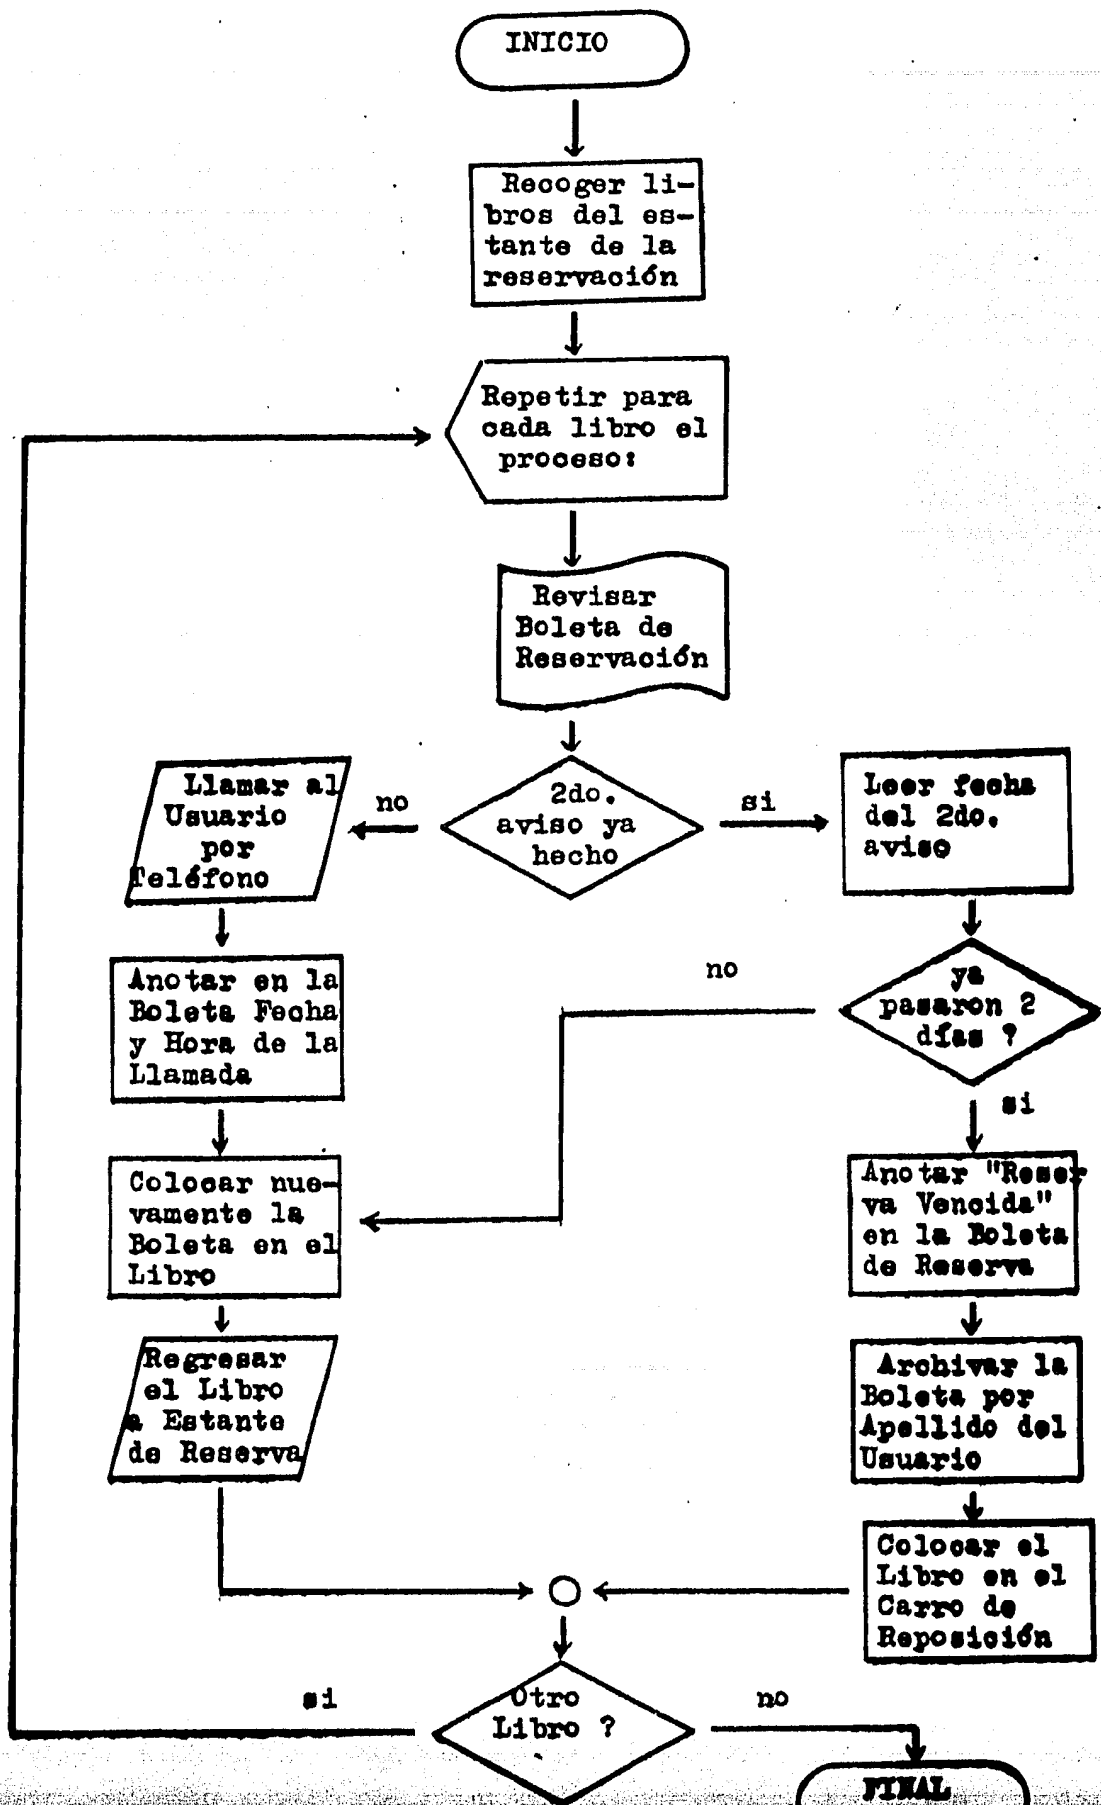 INICIO
Recoger li-
bros del es-
tante de la
reservación
Repetir para
cada libro el
proceso:
Revisar
Boleta de
Reservación
2do.
aviso ya
hecho
no
si
Llamar al
Usuario
por
Teléfono
Leer fecha
del 2do.
aviso
Anotar en la
Boleta Fecha
y Hora de la
Llamada
no
ya
pasaron 2
días ?
si
Colocar nue-
vamente la
Boleta en el
Libro
Anotar "Reser
va Vencida"
en la Boleta
de Reserva
Regresar
el Libro
a Estante
de Reserva
Archivar la
Boleta por
Apellido del
Usuario
Colocar el
Libro en el
Carro de
Reposición
si
Otro
Libro ?
no
FINAL